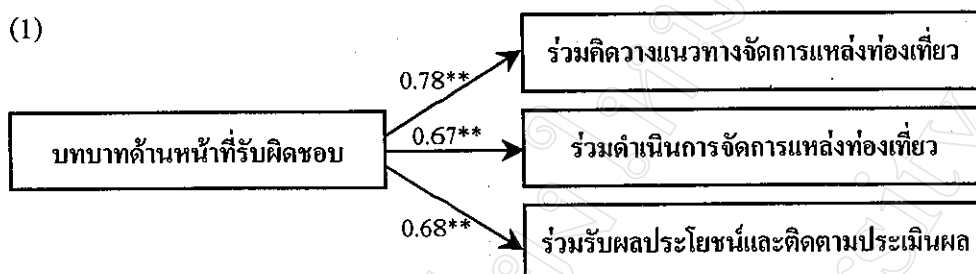 (1)
ร่วมคิดวางแนวทางจัดการแหล่งท่องเที่ยว
0.78**
บทบาทด้านหน้าที่รับผิดชอบ
0.67**
ร่วมดำเนินการจัดการแหล่งท่องเที่ยว
0.68**
ร่วมรับผลประโยชน์และติดตามประเมินผล